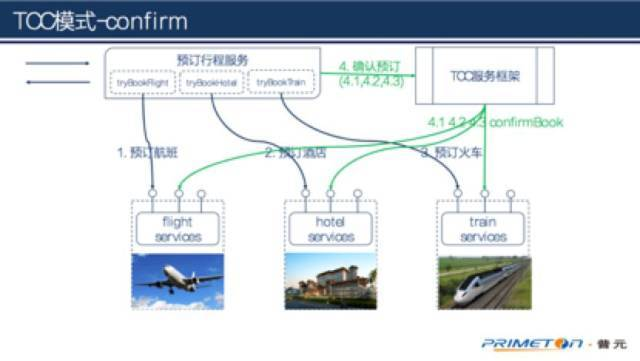 TCC模式-confirm
预订行程服务
tryBookFlight
tryBookHotel
tryBookTrain
4. 确认预订
(4.1,4.2,4.3)
TCC服务框架
4.1 4.2 4.3 confirmBook
1. 预订航班
2. 预订酒店
3. 预订火车
flight
services
hotel
services
train
services
PRIMETON · 普元